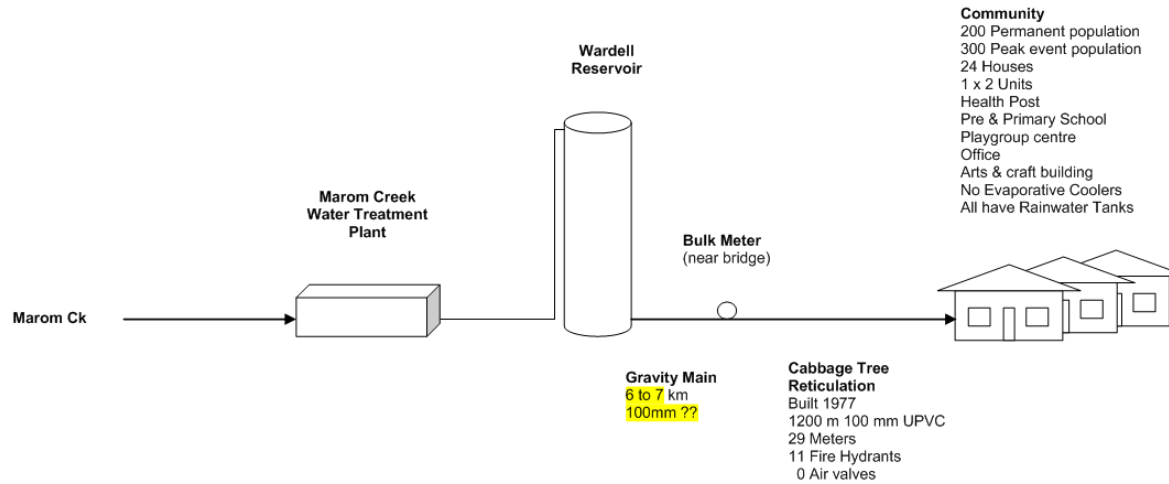 Community
200 Permanent population
300 Peak event population
24 Houses
1 x 2 Units
Health Post
Pre & Primary School
Playgroup centre
Office
Arts & craft building
No Evaporative Coolers
All have Rainwater Tanks
Wardell
Reservoir
Marom Creek
Water Treatment
Plant
Bulk Meter
(near bridge)
Marom Ck
Gravity Main
6 to 7 km
100mm ??
Cabbage Tree
Reticulation
Built 1977
1200 m 100 mm UPVC
29 Meters
11 Fire Hydrants
0 Air valves